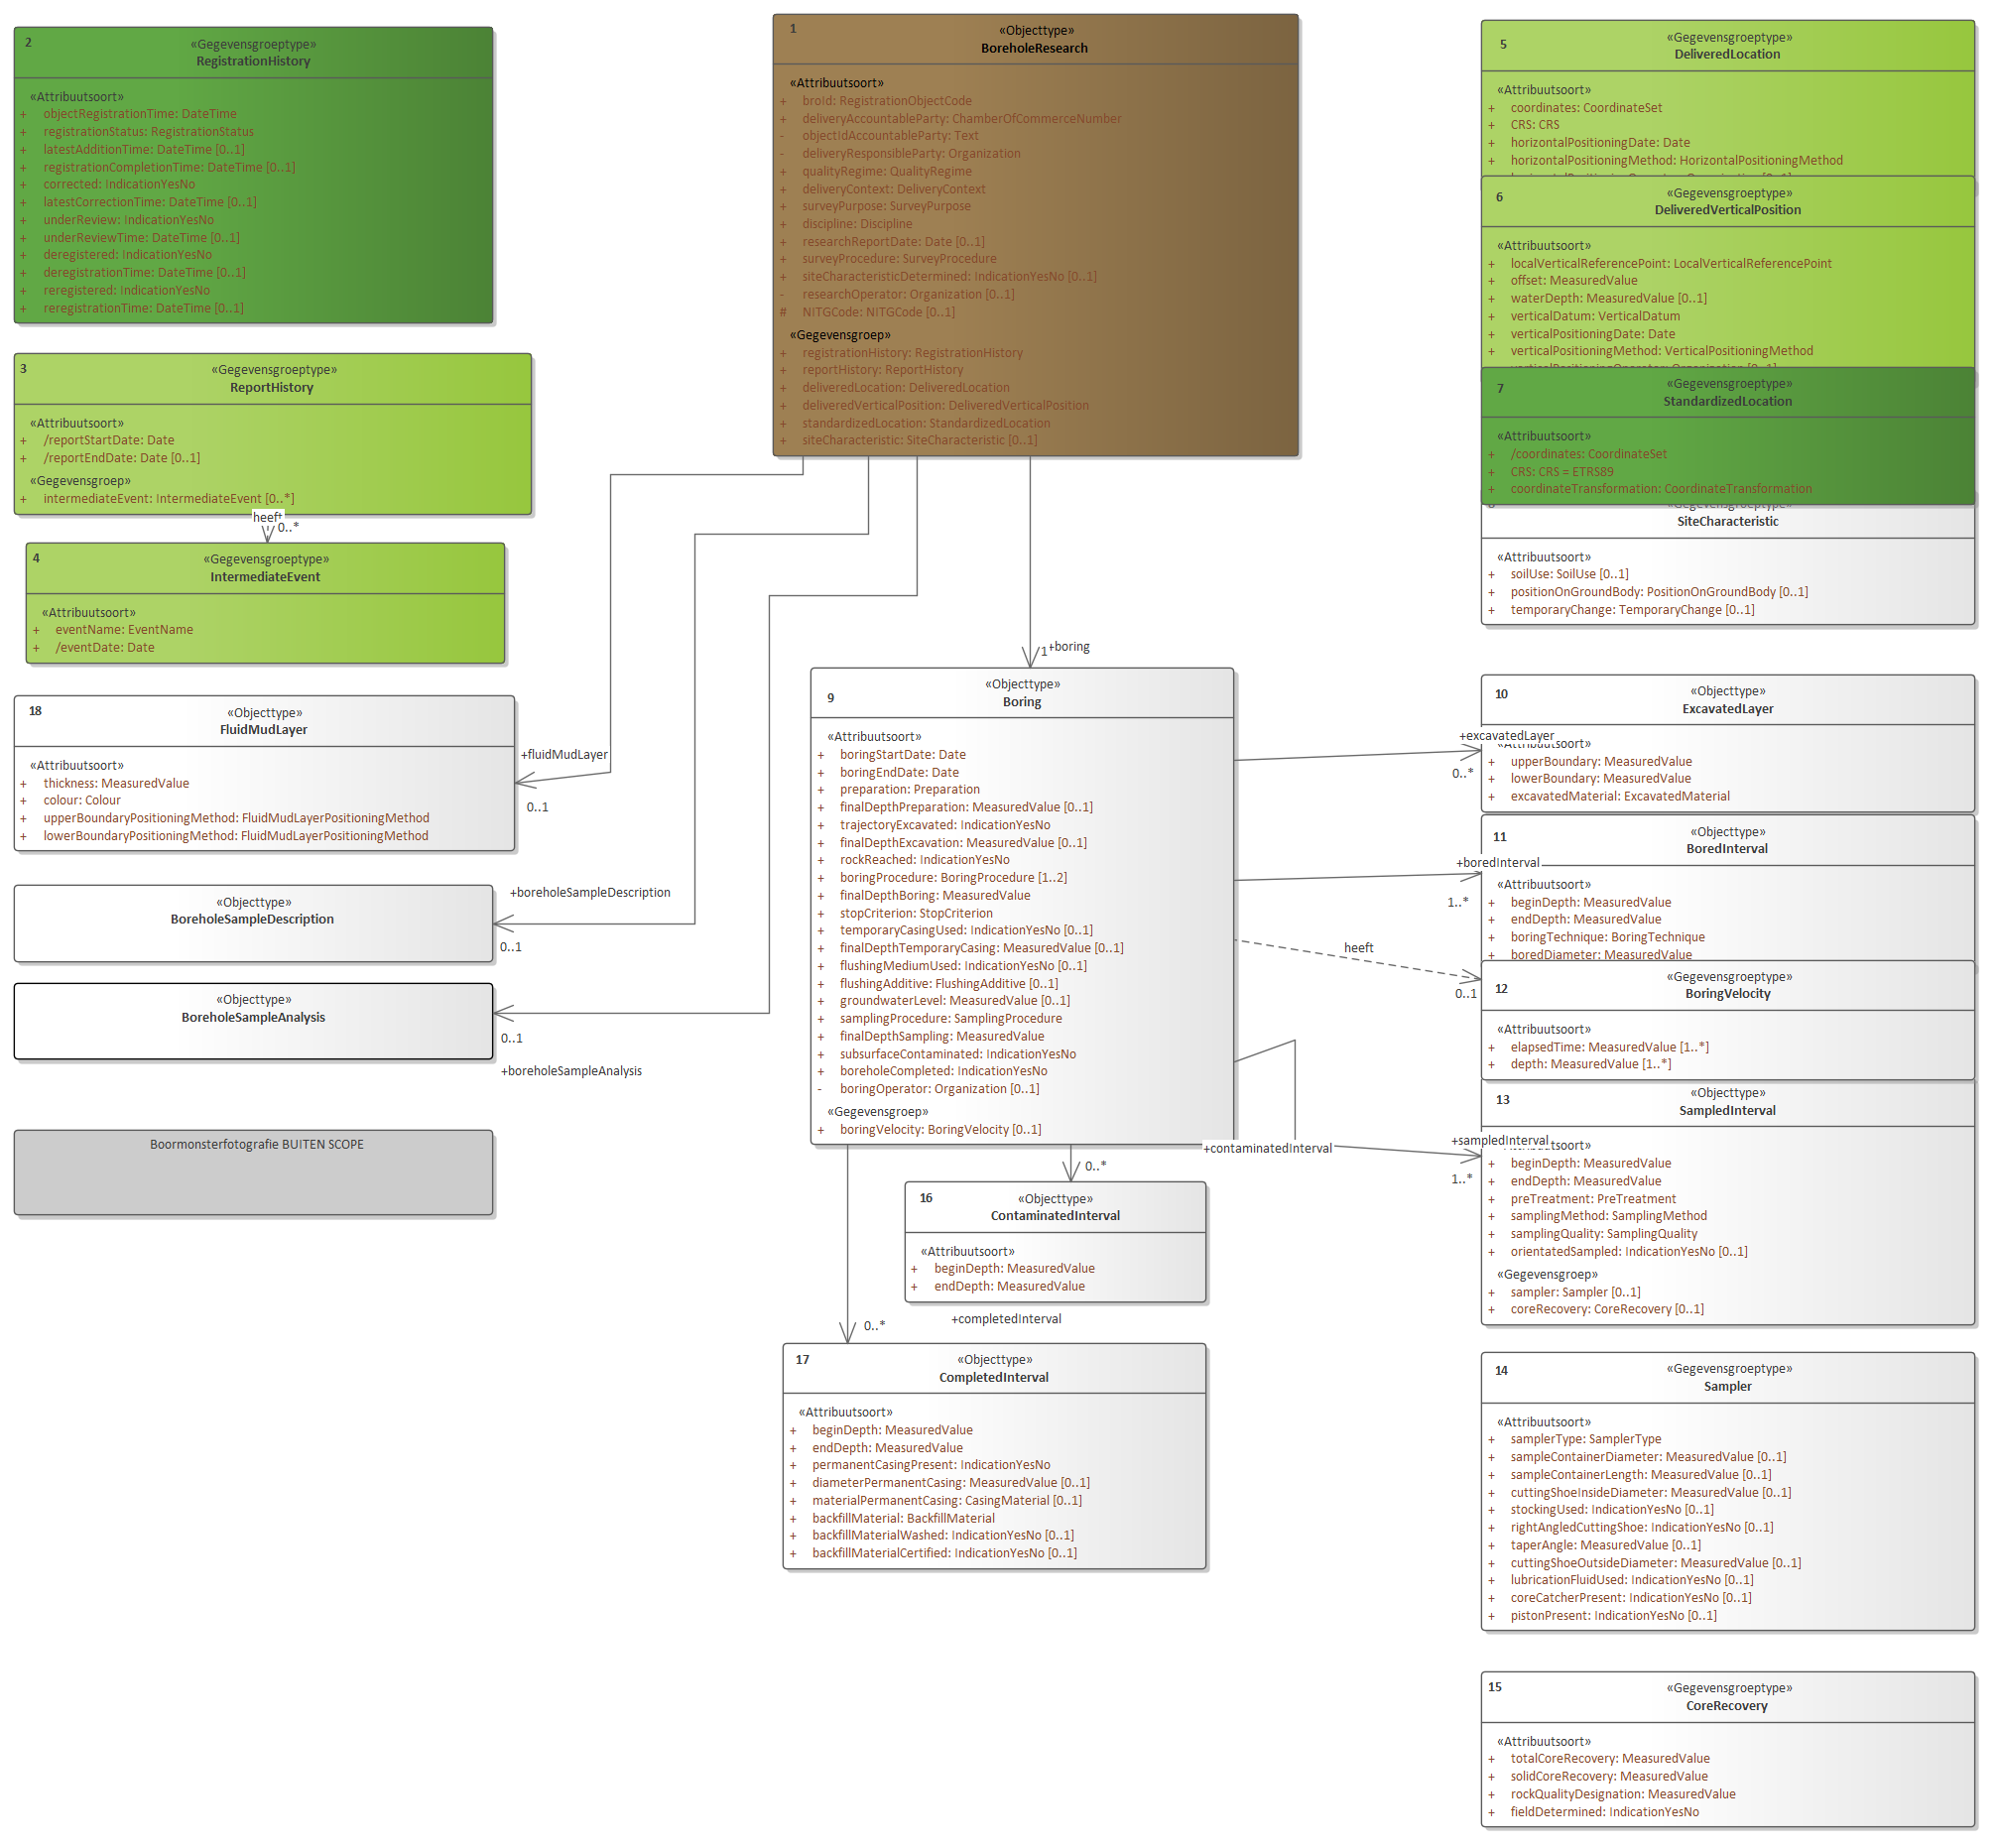 2
«Gegevensgroeptype»
RegistrationHistory
«Attribuutsoort»
+ objectRegistrationTime: DateTime
+ registrationStatus: RegistrationStatus
+ latestAdditionTime: DateTime [0..1]
+ registrationCompletionTime: DateTime [0..1]
+ corrected: IndicationYesNo
+ latestCorrectionTime: DateTime [0..1]
+ underReview: IndicationYesNo
+ underReviewTime: DateTime [0..1]
+ deregistered: IndicationYesNo
+ deregistrationTime: DateTime [0..1]
+ reregistered: IndicationYesNo
+ reregistrationTime: DateTime [0..1]
3
«Gegevensgroeptype»
ReportHistory
«Attribuutsoort»
+ /reportStartDate: Date
+ /reportEndDate: Date [0..1]
«Gegevensgroep»
+ intermediateEvent: IntermediateEvent [0..*]
heeft
0..*
4
«Gegevensgroeptype»
IntermediateEvent
«Attribuutsoort»
+ eventName: EventName
+ /eventDate: Date
18
«Objecttype»
FluidMudLayer
«Attribuutsoort»
+ thickness: MeasuredValue
+ colour: Colour
+ upperBoundaryPositioningMethod: FluidMudLayerPositioningMethod
+ lowerBoundaryPositioningMethod: FluidMudLayerPositioningMethod
+fluidMudLayer
0..1
«Objecttype»
BoreholeSampleDescription
+boreholeSampleDescription
0..1
«Objecttype»
BoreholeSampleAnalysis
0..1
+boreholeSampleAnalysis
Boormonsterfotografie BUITEN SCOPE
1
«Objecttype»
BoreholeResearch
«Attribuutsoort»
+ broId: RegistrationObjectCode
+ deliveryAccountableParty: ChamberOfCommerceNumber
- objectIdAccountableParty: Text
- deliveryResponsibleParty: Organization
+ qualityRegime: QualityRegime
+ deliveryContext: DeliveryContext
+ surveyPurpose: SurveyPurpose
+ discipline: Discipline
+ researchReportDate: Date [0..1]
+ surveyProcedure: SurveyProcedure
+ siteCharacteristicDetermined: IndicationYesNo [0..1]
- researchOperator: Organization [0..1]
# NITGCode: NITGCode [0..1]
«Gegevensgroep»
+ registrationHistory: RegistrationHistory
+ reportHistory: ReportHistory
+ deliveredLocation: DeliveredLocation
+ deliveredVerticalPosition: DeliveredVerticalPosition
+ standardizedLocation: StandardizedLocation
+ siteCharacteristic: SiteCharacteristic [0..1]
1
+boring
9
«Objecttype»
Boring
«Attribuutsoort»
+ boringStartDate: Date
+ boringEndDate: Date
+ preparation: Preparation
+ finalDepthPreparation: MeasuredValue [0..1]
+ trajectoryExcavated: IndicationYesNo
+ finalDepthExcavation: MeasuredValue [0..1]
+ rockReached: IndicationYesNo
+ boringProcedure: BoringProcedure [1..2]
+ finalDepthBoring: MeasuredValue
+ stopCriterion: StopCriterion
+ temporaryCasingUsed: IndicationYesNo [0..1]
+ finalDepthTemporaryCasing: MeasuredValue [0..1]
+ flushingMediumUsed: IndicationYesNo [0..1]
+ flushingAdditive: FlushingAdditive [0..1]
+ groundwaterLevel: MeasuredValue [0..1]
+ samplingProcedure: SamplingProcedure
+ finalDepthSampling: MeasuredValue
+ subsurfaceContaminated: IndicationYesNo
+ boreholeCompleted: IndicationYesNo
- boringOperator: Organization [0..1]
«Gegevensgroep»
+ boringVelocity: BoringVelocity [0..1]
+contaminatedInterval
0..*
16
«Objecttype»
ContaminatedInterval
«Attribuutsoort»
+ beginDepth: MeasuredValue
+ endDepth: MeasuredValue
+completedInterval
0..*
17
«Objecttype»
CompletedInterval
«Attribuutsoort»
+ beginDepth: MeasuredValue
+ endDepth: MeasuredValue
+ permanentCasingPresent: IndicationYesNo
+ diameterPermanentCasing: MeasuredValue [0..1]
+ materialPermanentCasing: CasingMaterial [0..1]
+ backfillMaterial: BackfillMaterial
+ backfillMaterialWashed: IndicationYesNo [0..1]
+ backfillMaterialCertified: IndicationYesNo [0..1]
5
«Gegevensgroeptype»
DeliveredLocation
«Attribuutsoort»
+ coordinates: CoordinateSet
+ CRS: CRS
+ horizontalPositioningDate: Date
+ horizontalPositioningMethod: HorizontalPositioningMethod
6
«Gegevensgroeptype»
DeliveredVerticalPosition
«Attribuutsoort»
+ localVerticalReferencePoint: LocalVerticalReferencePoint
+ offset: MeasuredValue
+ waterDepth: MeasuredValue [0..1]
+ verticalDatum: VerticalDatum
+ verticalPositioningDate: Date
+ verticalPositioningMethod: VerticalPositioningMethod
7
«Gegevensgroeptype»
StandardizedLocation
«Attribuutsoort»
+ /coordinates: CoordinateSet
+ CRS: CRS = ETRS89
+ coordinateTransformation: CoordinateTransformation
«Gegevensgroeptype»
SiteCharacteristic
«Attribuutsoort»
+ soilUse: SoilUse [0..1]
+ positionOnGroundBody: PositionOnGroundBody [0..1]
+ temporaryChange: TemporaryChange [0..1]
10
«Objecttype»
ExcavatedLayer
+excavatedLayer
«Attribuutsoort»
0..*
+ upperBoundary: MeasuredValue
+ lowerBoundary: MeasuredValue
+ excavatedMaterial: ExcavatedMaterial
11
«Objecttype»
BoredInterval
+boredInterval
«Attribuutsoort»
1..*
+ beginDepth: MeasuredValue
+ endDepth: MeasuredValue
+ boringTechnique: BoringTechnique
+ boredDiameter: MeasuredValue
heeft
0..1
12
«Gegevensgroeptype»
BoringVelocity
«Attribuutsoort»
+ elapsedTime: MeasuredValue [1..*]
+ depth: MeasuredValue [1..*]
13
«Objecttype»
SampledInterval
+sampledInterval
1..*
+ beginDepth: MeasuredValue
+ endDepth: MeasuredValue
+ preTreatment: PreTreatment
+ samplingMethod: SamplingMethod
+ samplingQuality: SamplingQuality
+ orientatedSampled: IndicationYesNo [0..1]
«Gegevensgroep»
+ sampler: Sampler [0..1]
+ coreRecovery: CoreRecovery [0..1]
14
«Gegevensgroeptype»
Sampler
«Attribuutsoort»
+ samplerType: SamplerType
+ sampleContainerDiameter: MeasuredValue [0..1]
+ sampleContainerLength: MeasuredValue [0..1]
+ cuttingShoeInsideDiameter: MeasuredValue [0..1]
+ stockingUsed: IndicationYesNo [0..1]
+ rightAngledCuttingShoe: IndicationYesNo [0..1]
+ taperAngle: MeasuredValue [0..1]
+ cuttingShoeOutsideDiameter: MeasuredValue [0..1]
+ lubricationFluidUsed: IndicationYesNo [0..1]
+ coreCatcherPresent: IndicationYesNo [0..1]
+ pistonPresent: IndicationYesNo [0..1]
15
«Gegevensgroeptype»
CoreRecovery
«Attribuutsoort»
+ totalCoreRecovery: MeasuredValue
+ solidCoreRecovery: MeasuredValue
+ rockQualityDesignation: MeasuredValue
+ fieldDetermined: IndicationYesNo